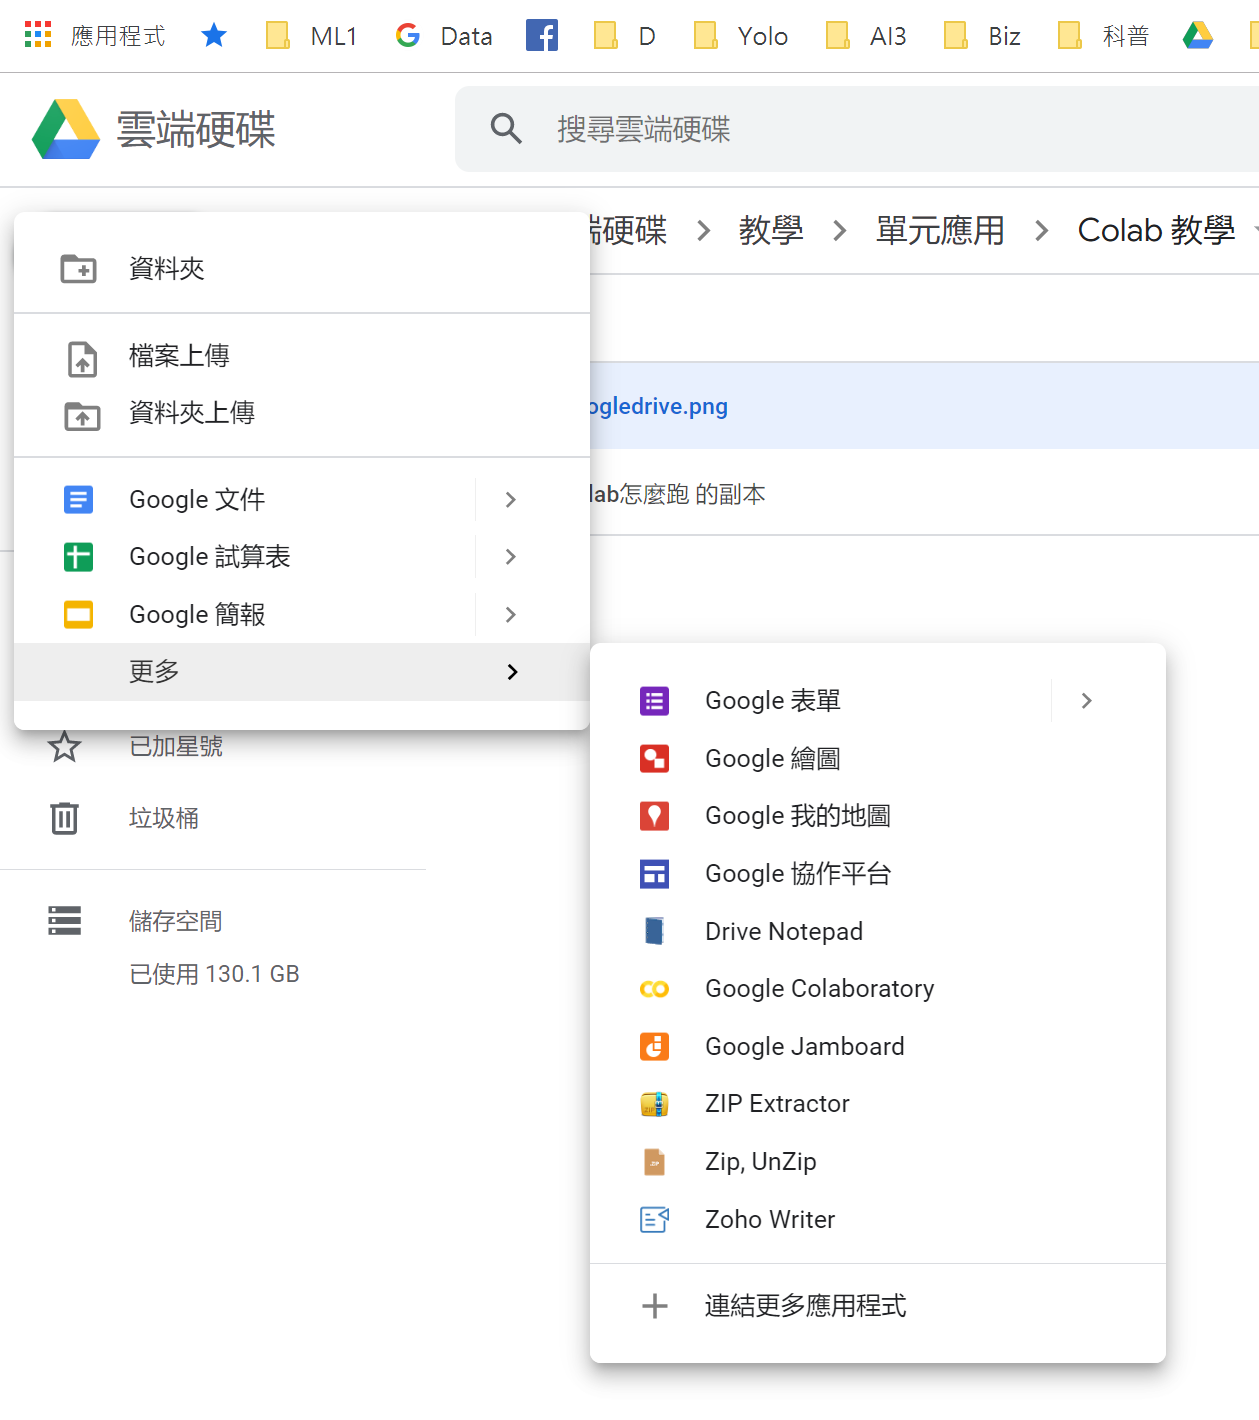 應用程式 ML1 Data D Yolo AI3 Biz 科普
雲端硬碟
搜尋雲端硬碟
端硬碟 > 教學 > 單元應用 > Colab 教學
資料夾
檔案上傳
資料夾上傳
ogledrive.png
lab怎麼跑 的副本
Google 文件
Google 試算表
Google 簡報
更多
Google 表單
Google 繪圖
Google 我的地圖
Google 協作平台
Drive Notepad
Google Colaboratory
Google Jamboard
ZIP Extractor
Zip, UnZip
Zoho Writer
連結更多應用程式
已加星號
垃圾桶
儲存空間
已使用 130.1 GB